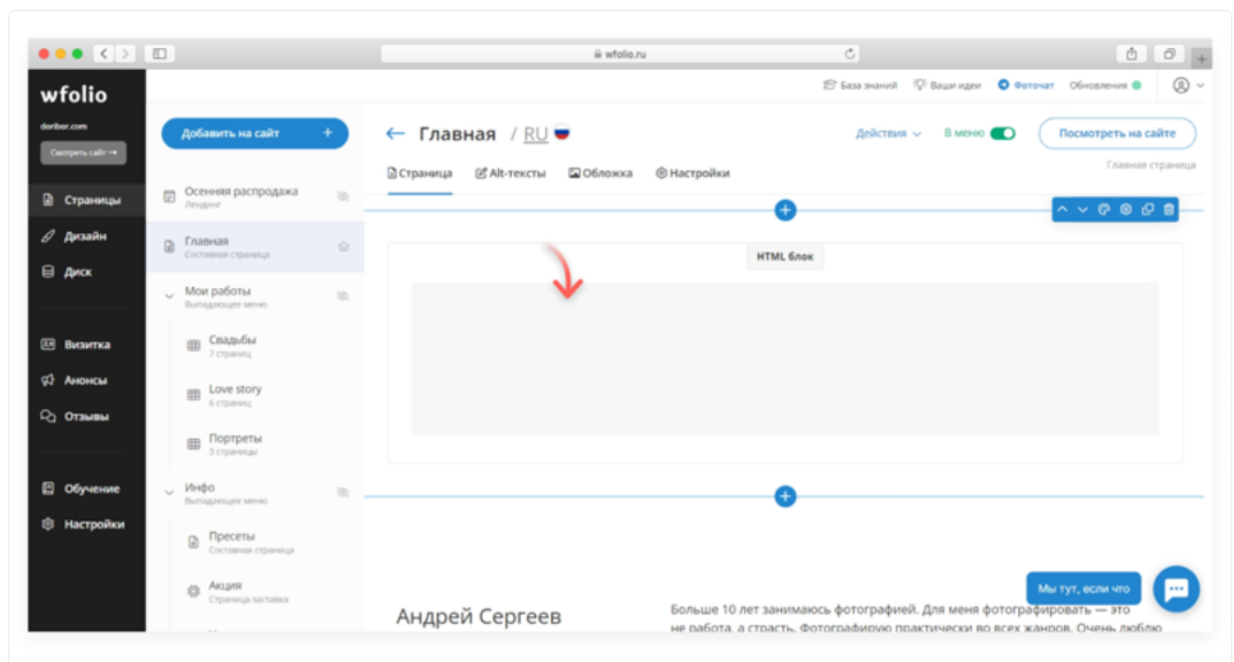 wfolio.ru
wfolio
dortbor.com
Смотреть сайт →
Страницы
Дизайн
Диск
Визитка
Анонсы
Отзывы
Обучение
Настройки
База знаний
Ваши идеи
Фоточат
Обновления
Добавить на сайт +
Осенняя распродажа
Лендинг
Главная
Составная страница
Мои работы
Выпадающее меню
Свадьбы
7 страниц
Love story
6 страниц
Портреты
3 страницы
Инфо
Выпадающее меню
Пресеты
Составная страница
Акция
Страница-заставка
← Главная / RU
Действия
В меню
Посмотреть на сайте
Главная страница
Страница
Alt-тексты
Обложка
Настройки
HTML блок
Андрей Сергеев
Больше 10 лет занимаюсь фотографией. Для меня фотографировать — это
не работа, а страсть. Фотографирую практически во всех жанров. Очень люблю
Мы тут, если что